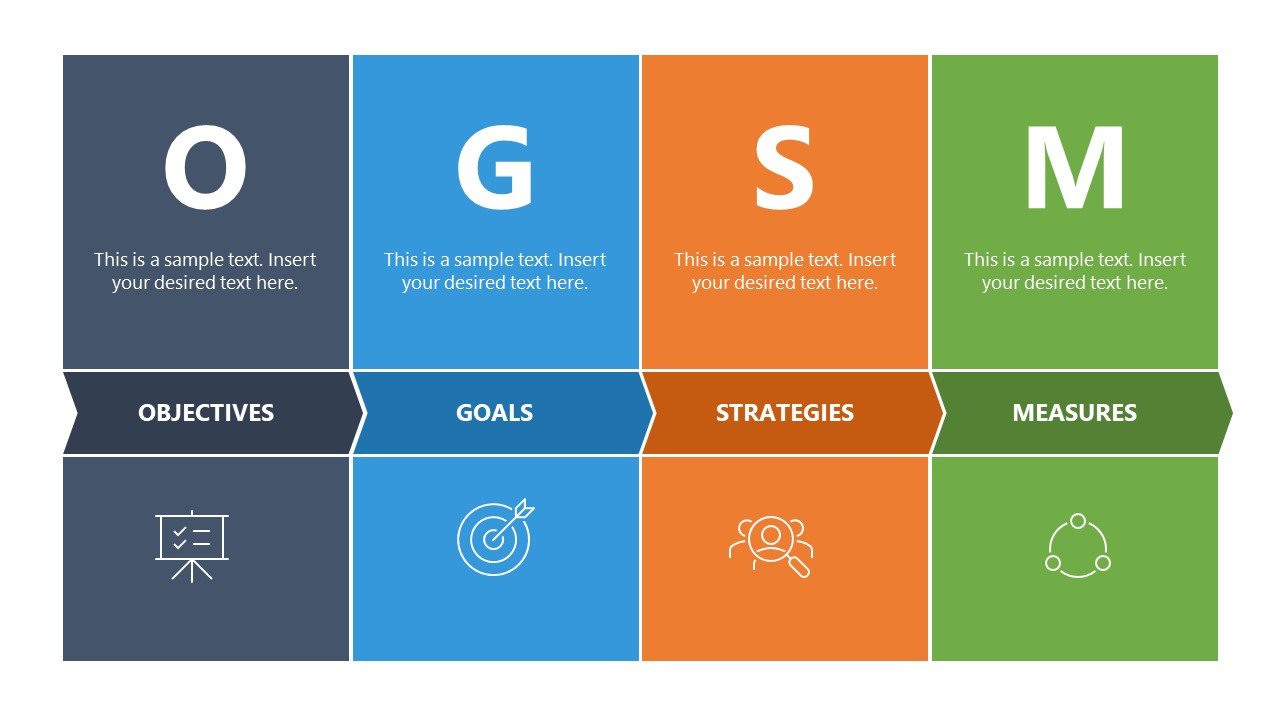 O
This is a sample text. Insert
your desired text here.
G
This is a sample text. Insert
your desired text here.
S
This is a sample text. Insert
your desired text here.
M
This is a sample text. Insert
your desired text here.
OBJECTIVES
GOALS
STRATEGIES
MEASURES